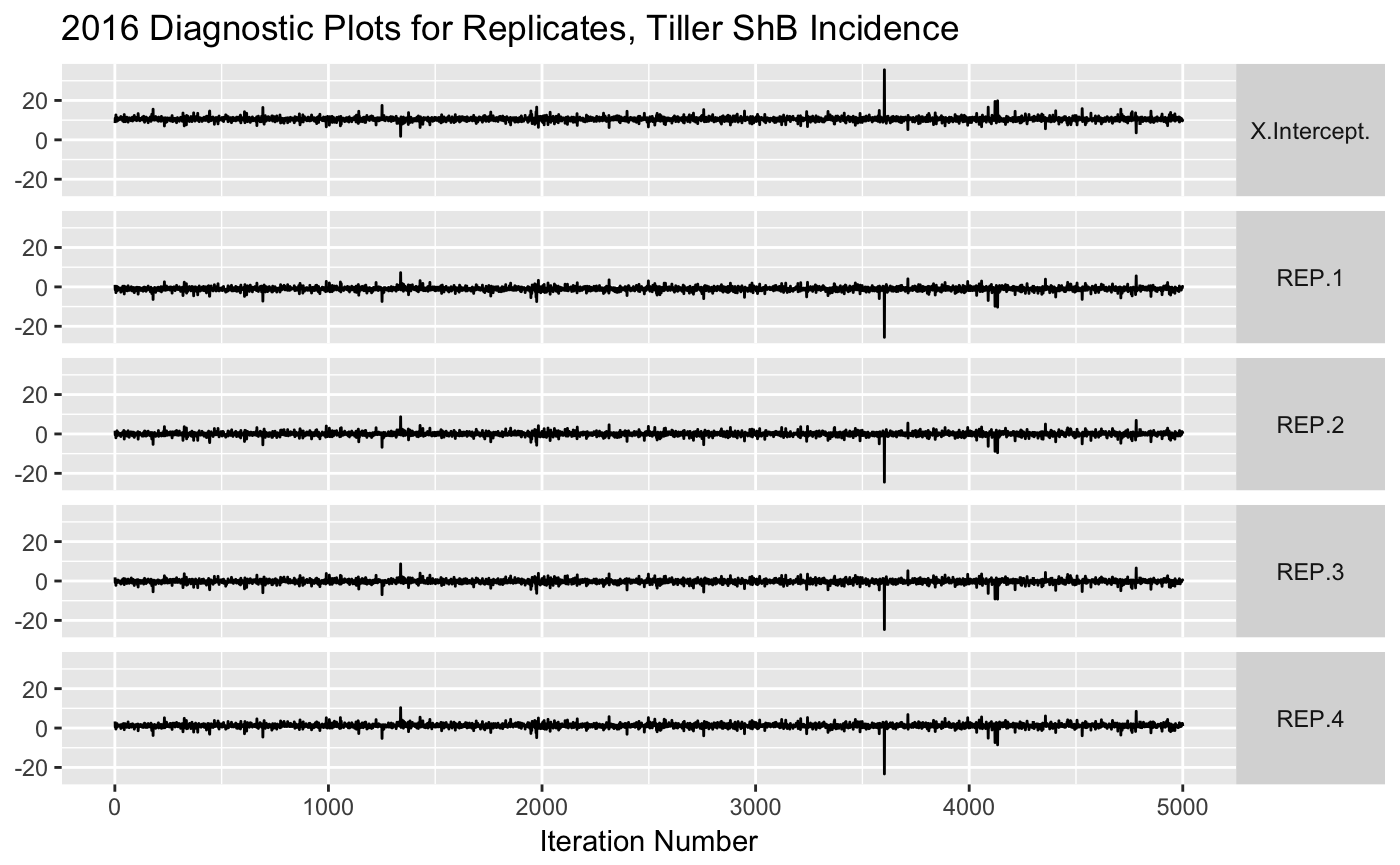 2016 Diagnostic Plots for Replicates, Tiller ShB Incidence
20
0
-20
X.Intercept.
20
0
-20
REP.1
20
0
-20
REP.2
20
0
-20
REP.3
20
0
-20
REP.4
0 1000 2000 3000 4000 5000
Iteration Number